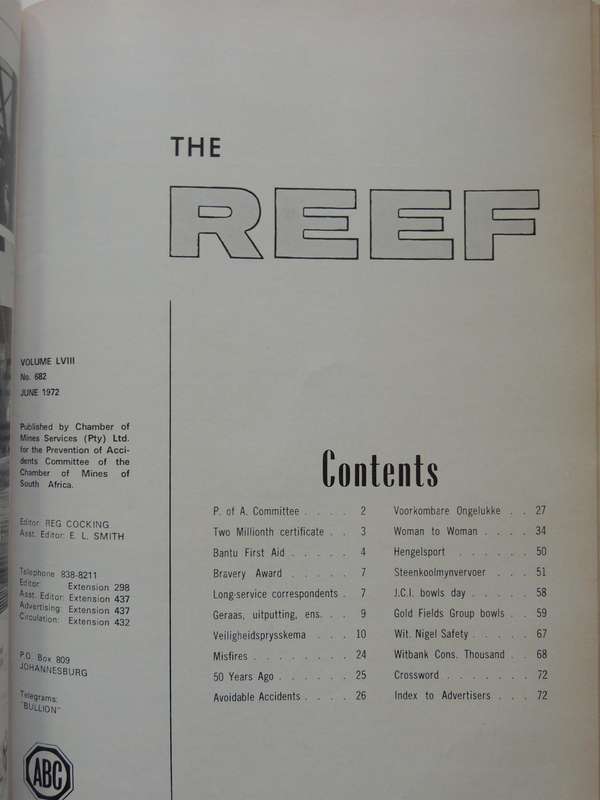 THE
REEF
VOLUME LVIII
No. 682
JUNE 1972
Published by Chamber of
Mines Services (Pty) Ltd.
for the Prevention of Acci-
dents Committee of the
Chamber of Mines of
South Africa.
Editor: REG COCKING
Asst. Editor: E. L. SMITH
Telephone 838-8211
Editor: Extension 298
Asst. Editor: Extension 437
Advertising: Extension 437
Circulation: Extension 432
P.O. Box 809
JOHANNESBURG
Telegrams:
"BULLION"
ABC
Contents
P. of A. Committee . . . . 2
Two Millionth certificate . . 3
Bantu First Aid . . . . . 4
Bravery Award . . . . . 7
Long-service correspondents . 7
Geraas, uitputting, ens. . . . 9
Veiligheidsprysskema . . . 10
Misfires . . . . . . . . 24
50 Years Ago . . . . . . 25
Avoidable Accidents . . . . 26
Voorkombare Ongelukke . . 27
Woman to Woman . . . . 34
Hengelsport . . . . . . 50
Steenkoolmynvervoer . . . 51
J.C.I. bowls day . . . . . 58
Gold Fields Group bowls . . 59
Wit. Nigel Safety . . . . . 67
Witbank Cons. Thousand . . 68
Crossword . . . . . . . 72
Index to Advertisers . . . 72